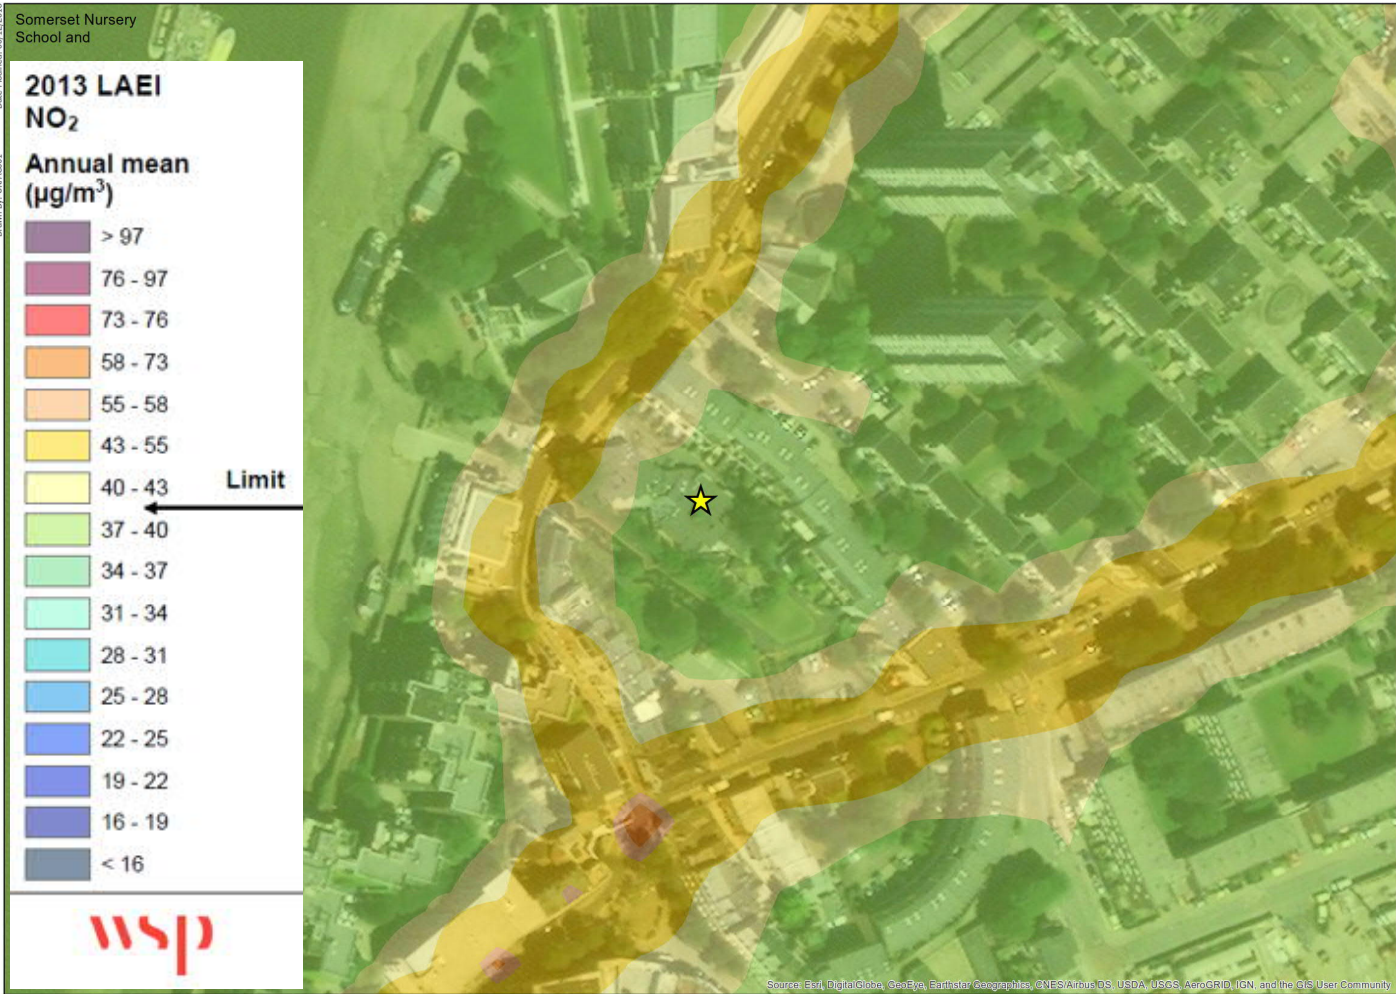 Somerset Nursery
School and
2013 LAEI
NO₂
Annual mean
(µg/m³)
> 97
76 - 97
73 - 76
58 - 73
55 - 58
43 - 55
40 - 43
Limit
37 - 40
34 - 37
31 - 34
28 - 31
25 - 28
22 - 25
19 - 22
16 - 19
< 16
wsp
Source: Esri, DigitalGlobe, GeoEye, Earthstar Geographics, CNES/Airbus DS, USDA, USGS, AeroGRID, IGN, and the GIS User Community